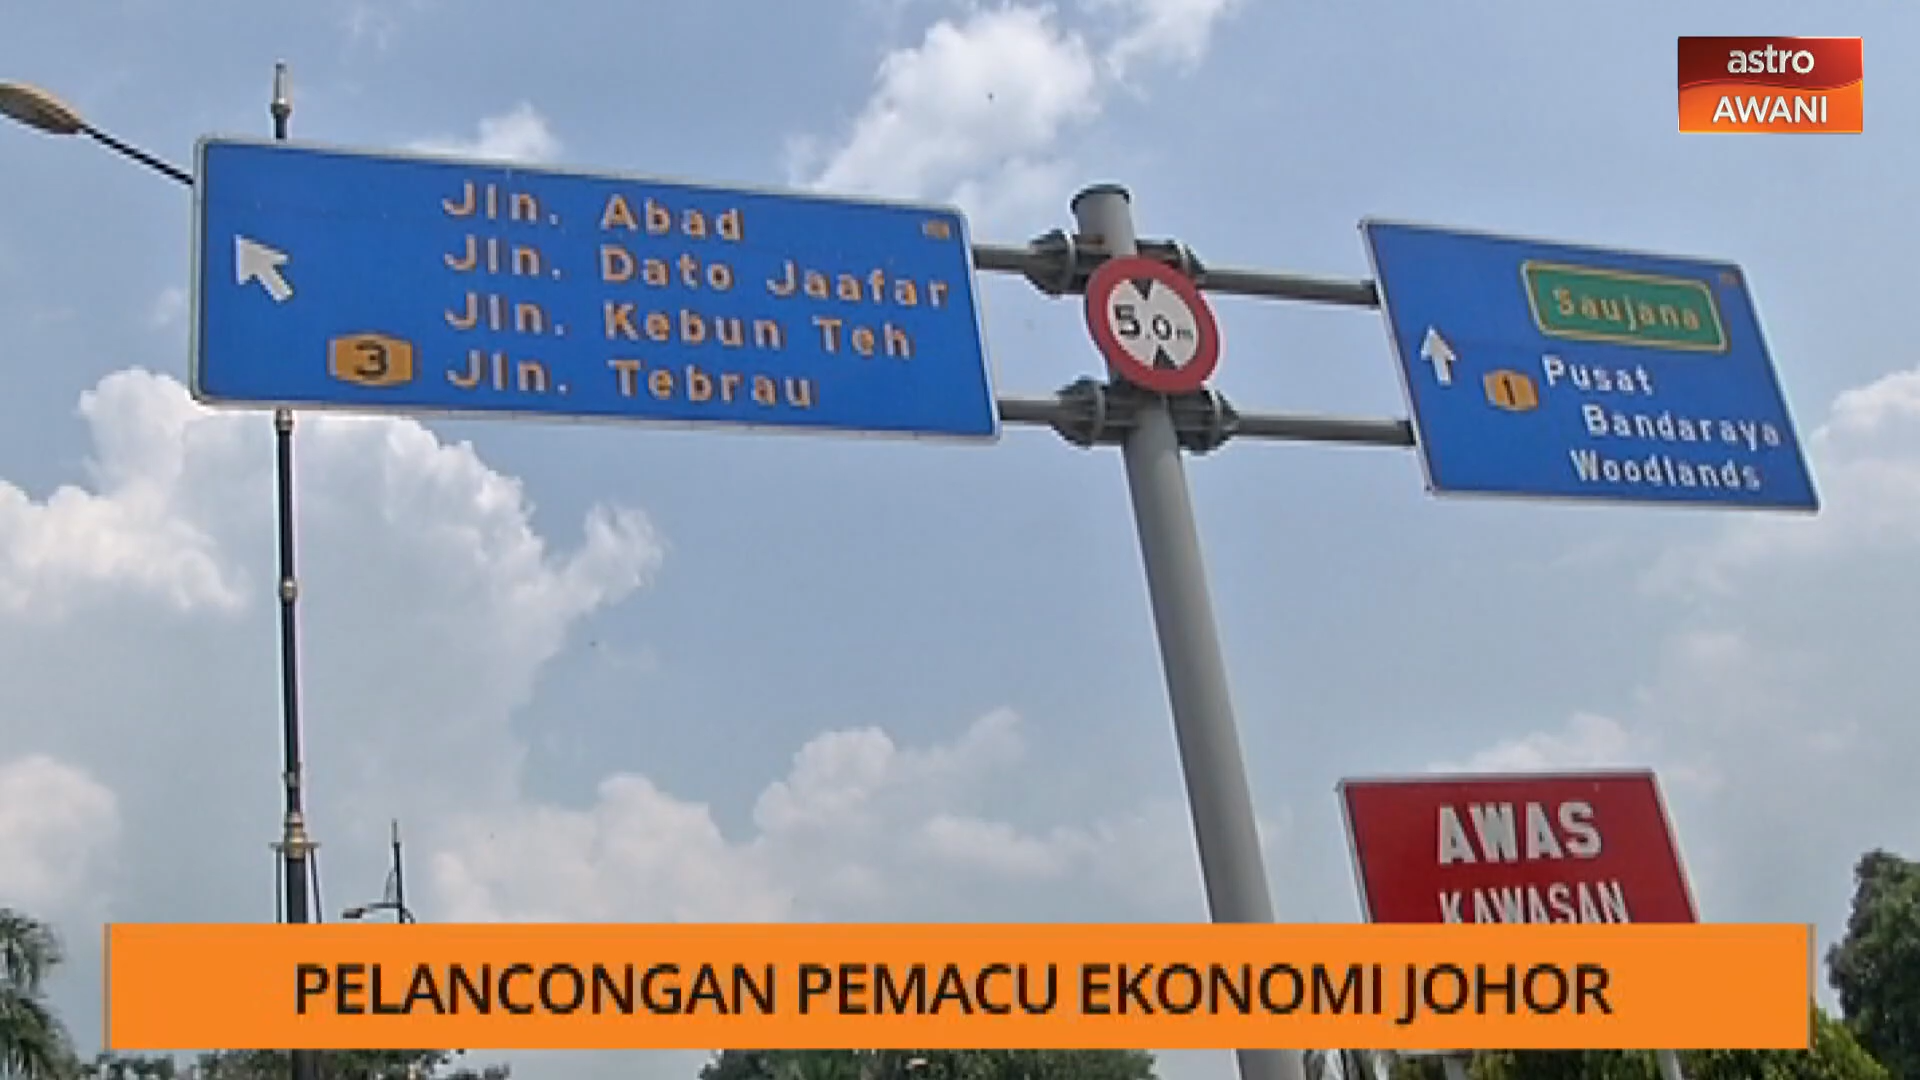 astro
AWANI
Jln. Abad
Jln. Dato Jaafar
Jln. Kebun Teh
3 Jln. Tebrau
5.0m
Saujana
1 Pusat
Bandaraya
Woodlands
AWAS
KAWASAN
PELANCONGAN PEMACU EKONOMI JOHOR